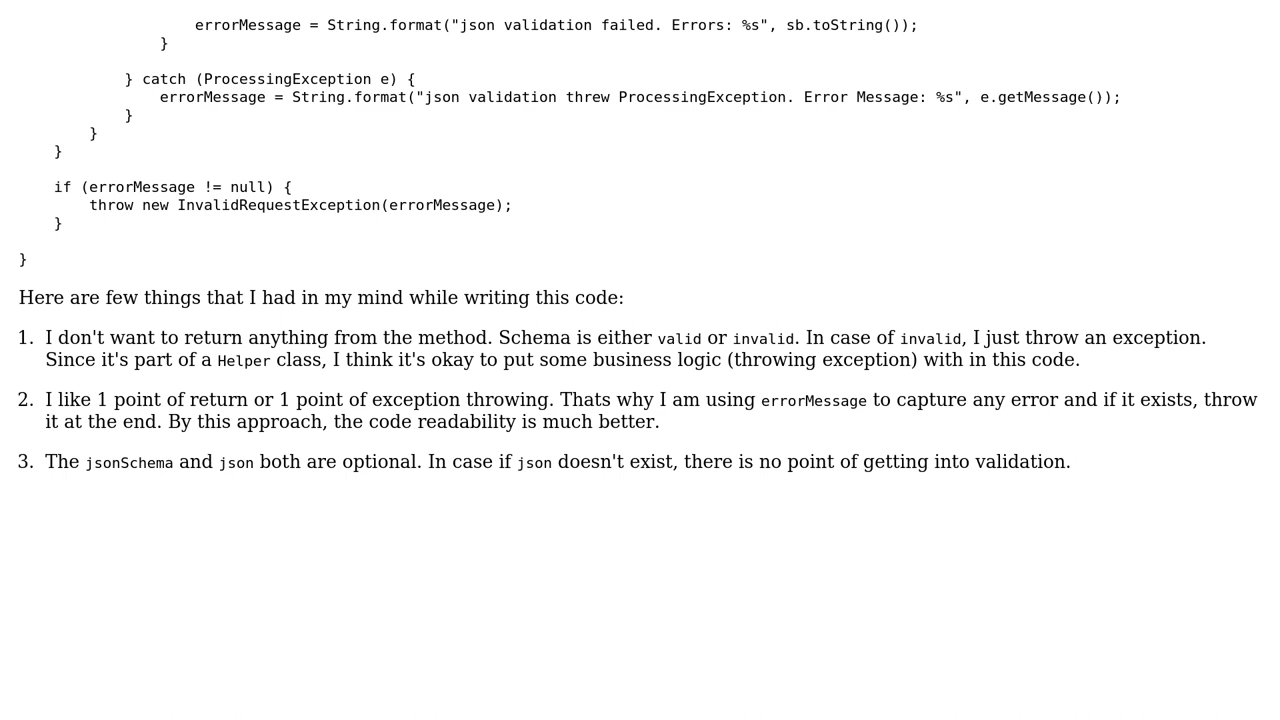 errorMessage = String.format("json validation failed. Errors: %s", sb.toString());
}
} catch (ProcessingException e) {
errorMessage = String.format("json validation threw ProcessingException. Error Message: %s", e.getMessage());
}
}
}
if (errorMessage != null) {
throw new InvalidRequestException(errorMessage);
}
}
Here are few things that I had in my mind while writing this code:
1. I don't want to return anything from the method. Schema is either valid or invalid. In case of invalid, I just throw an exception.
Since it's part of a Helper class, I think it's okay to put some business logic (throwing exception) with in this code.
2. I like 1 point of return or 1 point of exception throwing. Thats why I am using errorMessage to capture any error and if it exists, throw
it at the end. By this approach, the code readability is much better.
3. The jsonSchema and json both are optional. In case if json doesn't exist, there is no point of getting into validation.